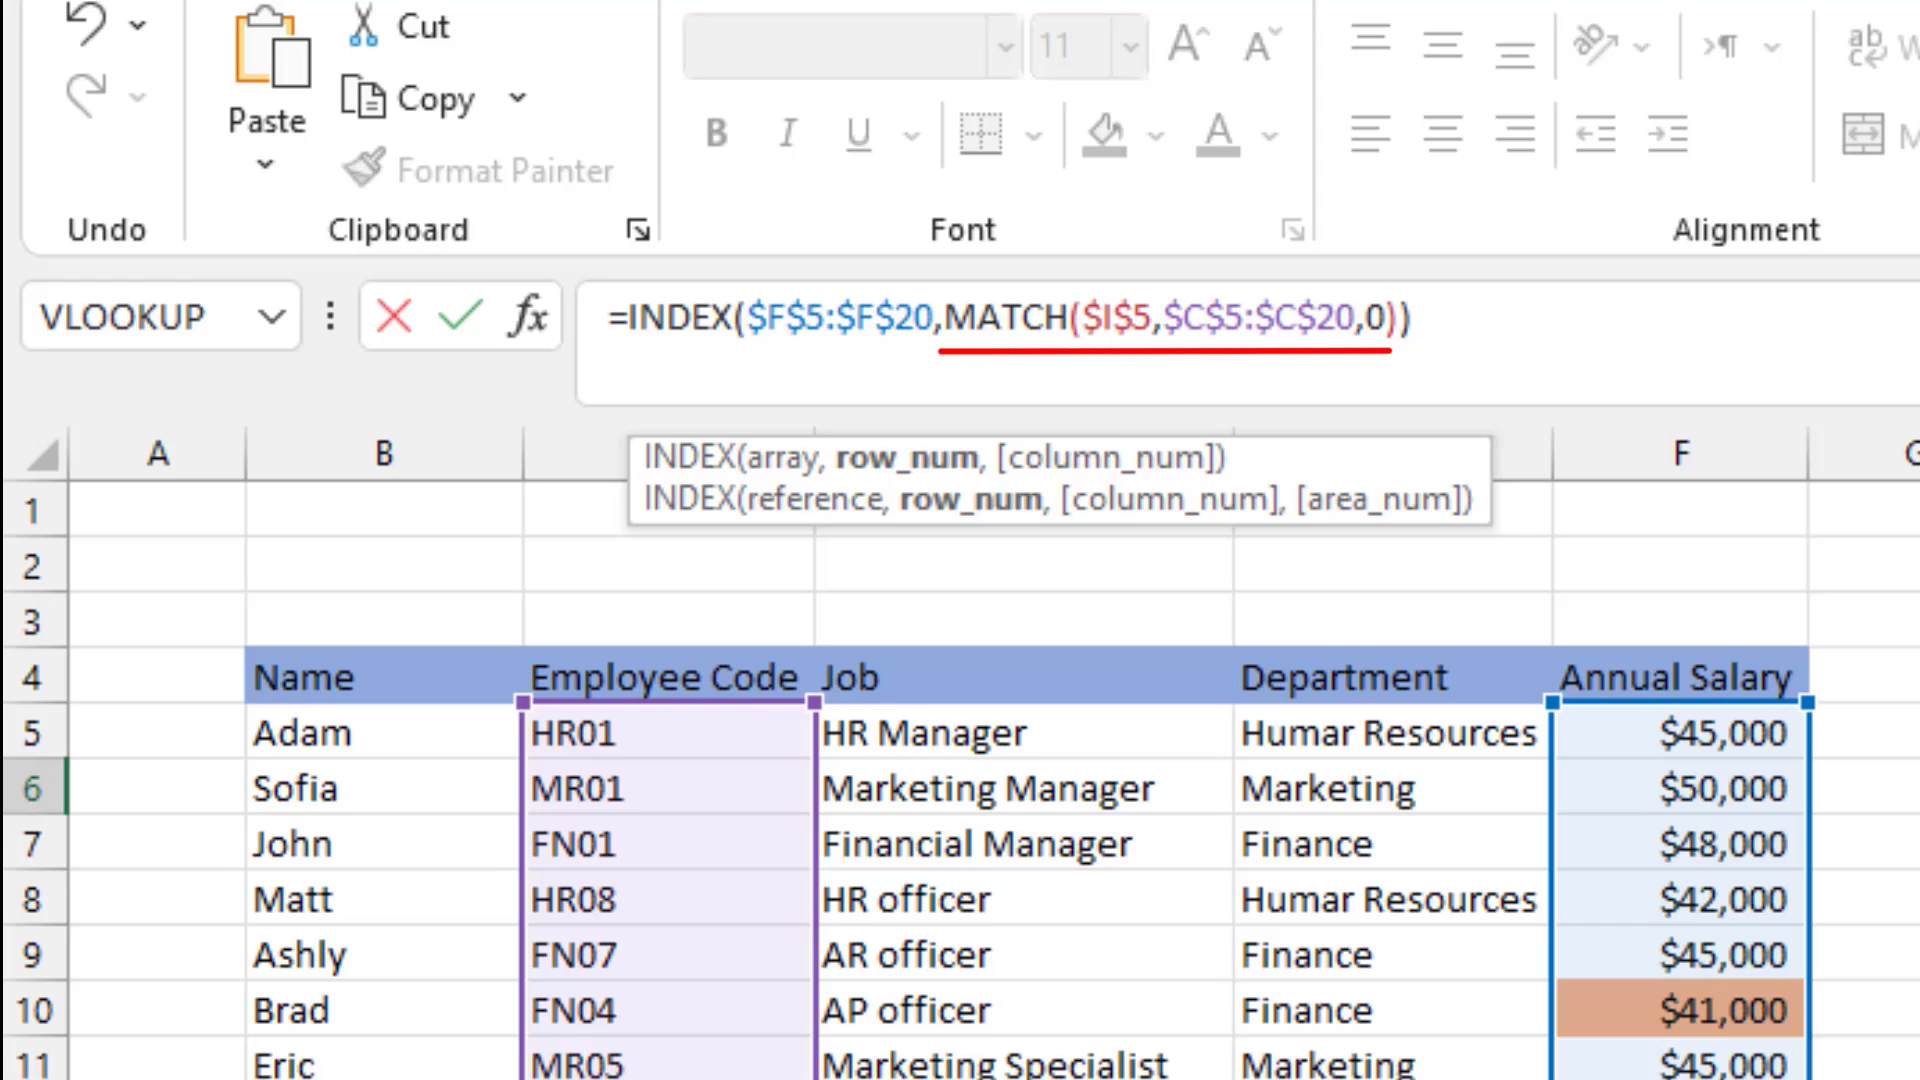 Cut
Copy
Paste
Format Painter
11
A A
B I U
A
ab
Undo
Clipboard
Font
Alignment
VLOOKUP
fx
=INDEX($F$5:$F$20,MATCH($I$5,$C$5:$C$20,0))
INDEX(array, row_num, [column_num])
INDEX(reference, row_num, [column_num], [area_num])
A B F
1
2
3
4 Name Employee Code Job Department Annual Salary
5 Adam HR01 HR Manager Humar Resources $45,000
6 Sofia MR01 Marketing Manager Marketing $50,000
7 John FN01 Financial Manager Finance $48,000
8 Matt HR08 HR officer Humar Resources $42,000
9 Ashly FN07 AR officer Finance $45,000
10 Brad FN04 AP officer Finance $41,000
11 Eric MR05 Marketing Specialist Marketing $45,000